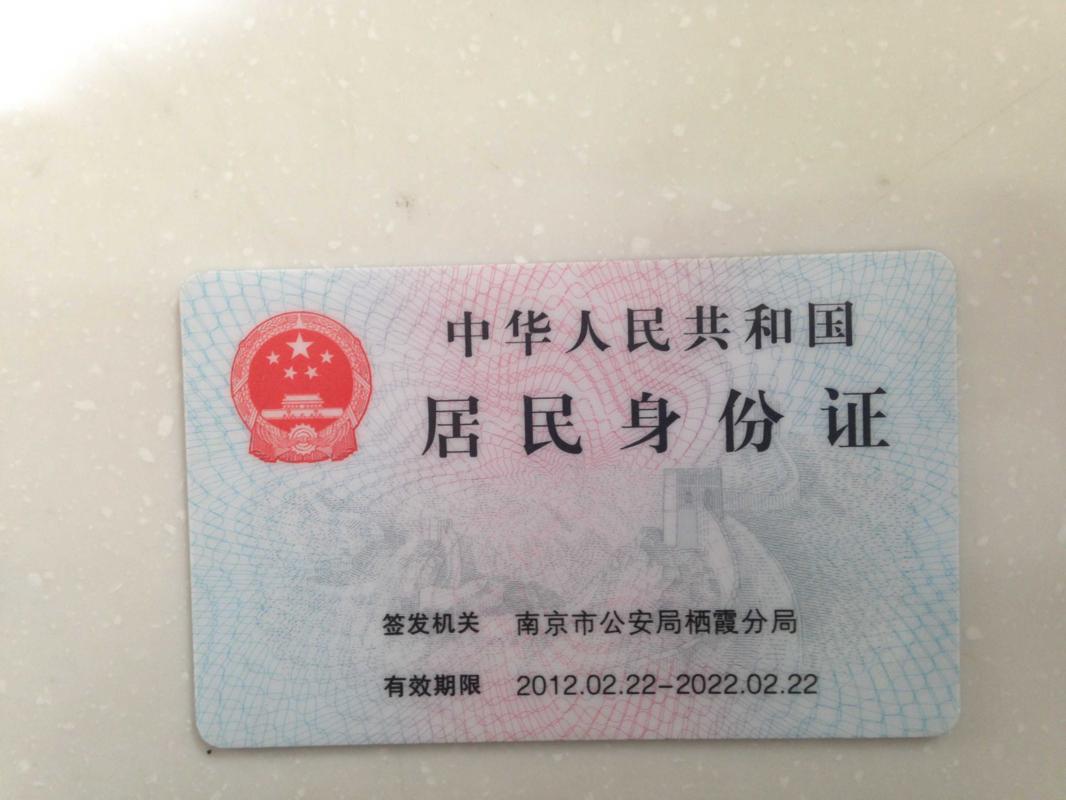 中华人民共和国
居民身份证
签发机关 南京市公安局栖霞分局
有效期限 2012.02.22-2022.02.22